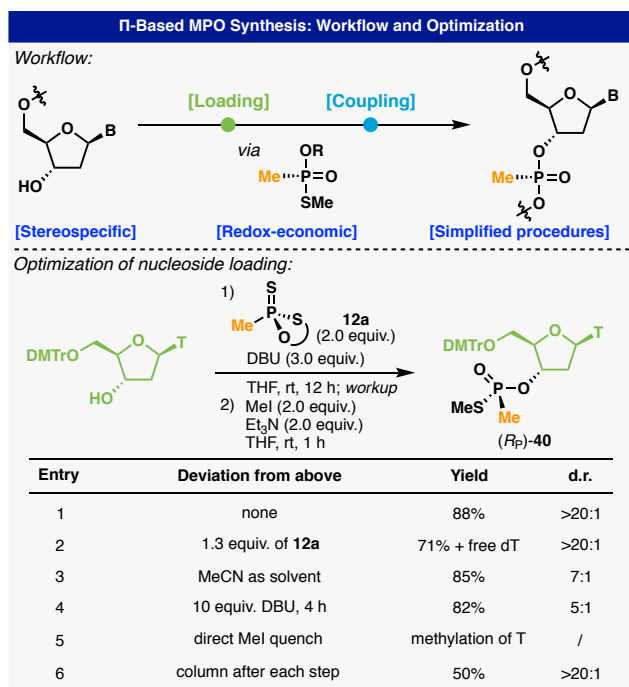 Π-Based MPO Synthesis: Workflow and Optimization
Workflow:
O
O
B
HO
[Loading]
[Coupling]
via
OR
Me P O
SMe
O
O
B
O
Me P O
O
[Stereospecific]
[Redox-economic]
[Simplified procedures]
Optimization of nucleoside loading:
DMTrO
O
T
HO
1)
S
Me P S
O
12a
(2.0 equiv.)
DBU (3.0 equiv.)
THF, rt, 12 h; workup
2) MeI (2.0 equiv.)
Et3N (2.0 equiv.)
THF, rt, 1 h
DMTrO
O
T
O
P O
MeS
Me
(RP)-40
Entry Deviation from above Yield d.r.
1 none 88% >20:1
2 1.3 equiv. of 12a 71% + free dT >20:1
3 MeCN as solvent 85% 7:1
4 10 equiv. DBU, 4 h 82% 5:1
5 direct MeI quench methylation of T /
6 column after each step 50% >20:1